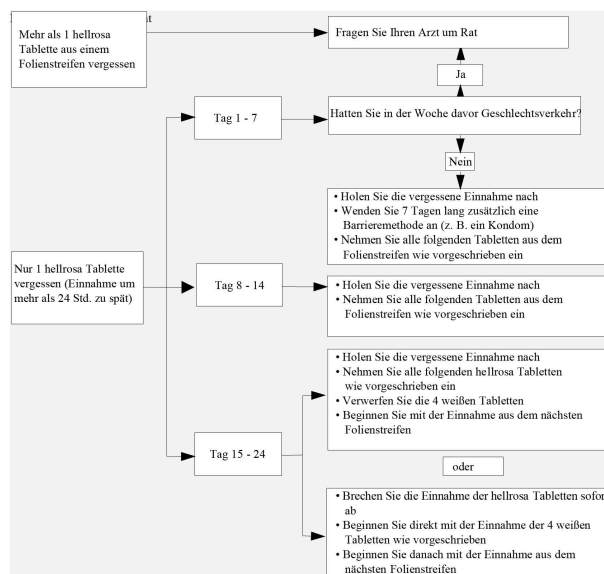 Mehr als 1 hellrosa
Tablette aus einem
Folienstreifen vergessen
Fragen Sie Ihren Arzt um Rat
Ja
Tag 1 - 7
Hatten Sie in der Woche davor Geschlechtsverkehr?
Nein
• Holen Sie die vergessene Einnahme nach
• Wenden Sie 7 Tagen lang zusätzlich eine
Barrieremethode an (z. B. ein Kondom)
• Nehmen Sie alle folgenden Tabletten aus dem
Folienstreifen wie vorgeschrieben ein
Nur 1 hellrosa Tablette
vergessen (Einnahme um
mehr als 24 Std. zu spät)
Tag 8 - 14
• Holen Sie die vergessene Einnahme nach
• Nehmen Sie alle folgenden Tabletten aus dem
Folienstreifen wie vorgeschrieben ein
• Holen Sie die vergessene Einnahme nach
• Nehmen Sie alle folgenden hellrosa Tabletten
wie vorgeschrieben ein
• Verwerfen Sie die 4 weißen Tabletten
• Beginnen Sie mit der Einnahme aus dem nächsten
Folienstreifen
Tag 15 - 24
oder
• Brechen Sie die Einnahme der hellrosa Tabletten sofor
ab
• Beginnen Sie direkt mit der Einnahme der 4 weißen
Tabletten wie vorgeschrieben
• Beginnen Sie danach mit der Einnahme aus dem
nächsten Folienstreifen